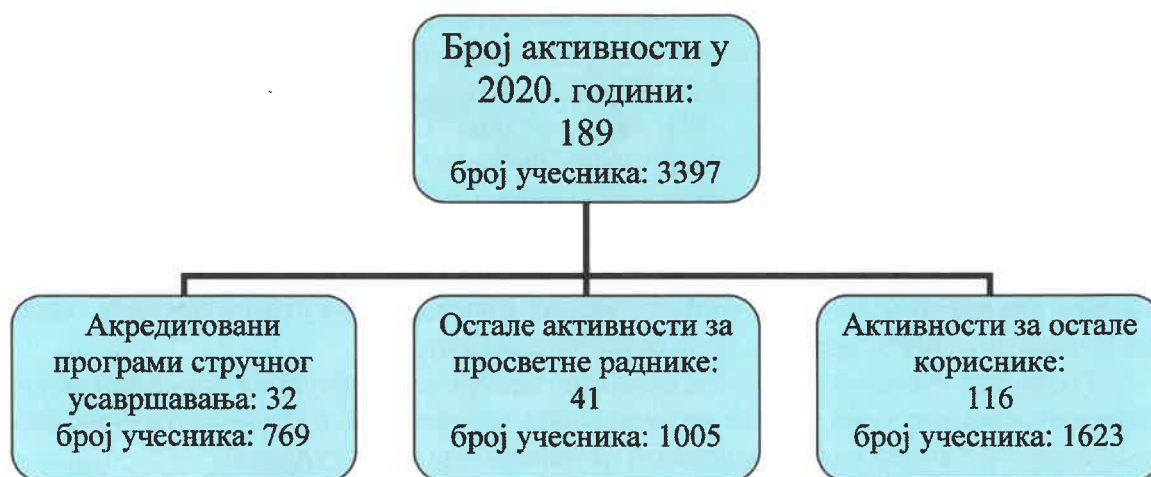 Број активности у
2020. години:
189
број учесника: 3397
Акредитовани
програми стручног
усавршавања: 32
број учесника: 769
Остале активности за
просветне раднике:
41
број учесника: 1005
Активности за остале
кориснике:
116
број учесника: 1623